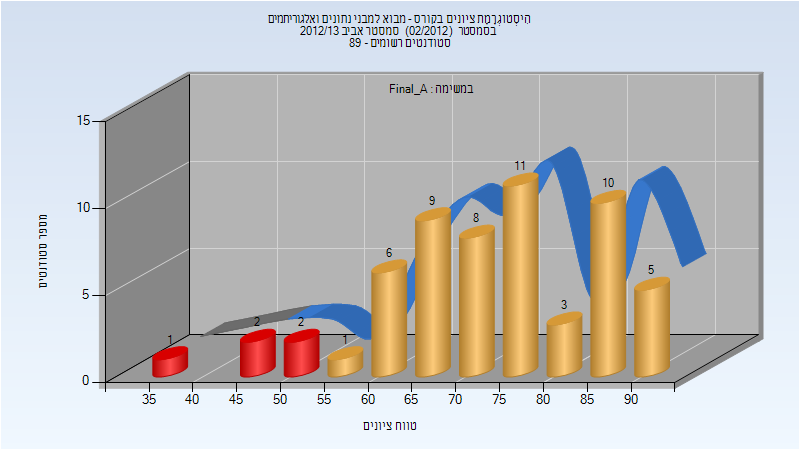 היסטוגרמת ציונים בקורס - מבוא למבני נתונים ואלגוריתמים
בסמסטר (02/2012) סמסטר אביב 2012/13
סטודנטים רשומים - 89
במשימה : Final_A
מספר סטודנטים
15
10
5
0
1
2
2
1
6
9
8
11
3
10
5
35 40 45 50 55 60 65 70 75 80 85 90
טווח ציונים